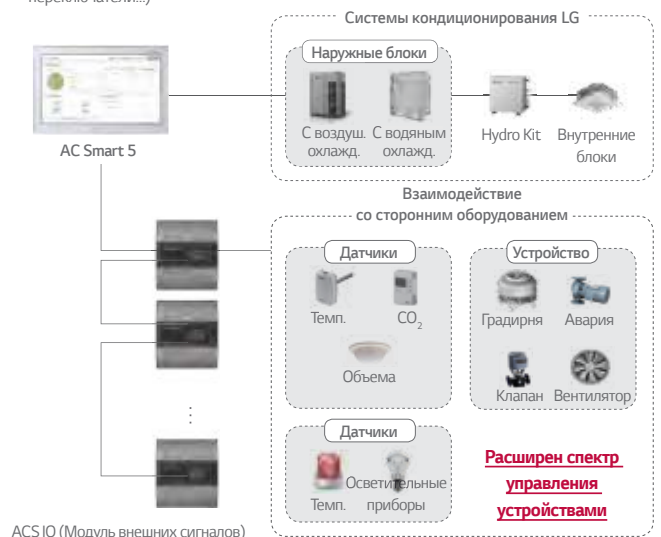 переключатели...)
Системы кондиционирования LG
Наружные блоки
С воздуш.
охлажд.
С водяным
охлажд.
Hydro Kit
Внутренние
блоки
AC Smart 5
Взаимодействие
со сторонним оборудованием
Датчики
Темп.
CO2
Объема
Устройство
Градирня
Авария
Клапан
Вентилятор
Датчики
Темп.
Осветительные
приборы
Расширен спектр
управления
устройствами
ACS IO (Модуль внешних сигналов)